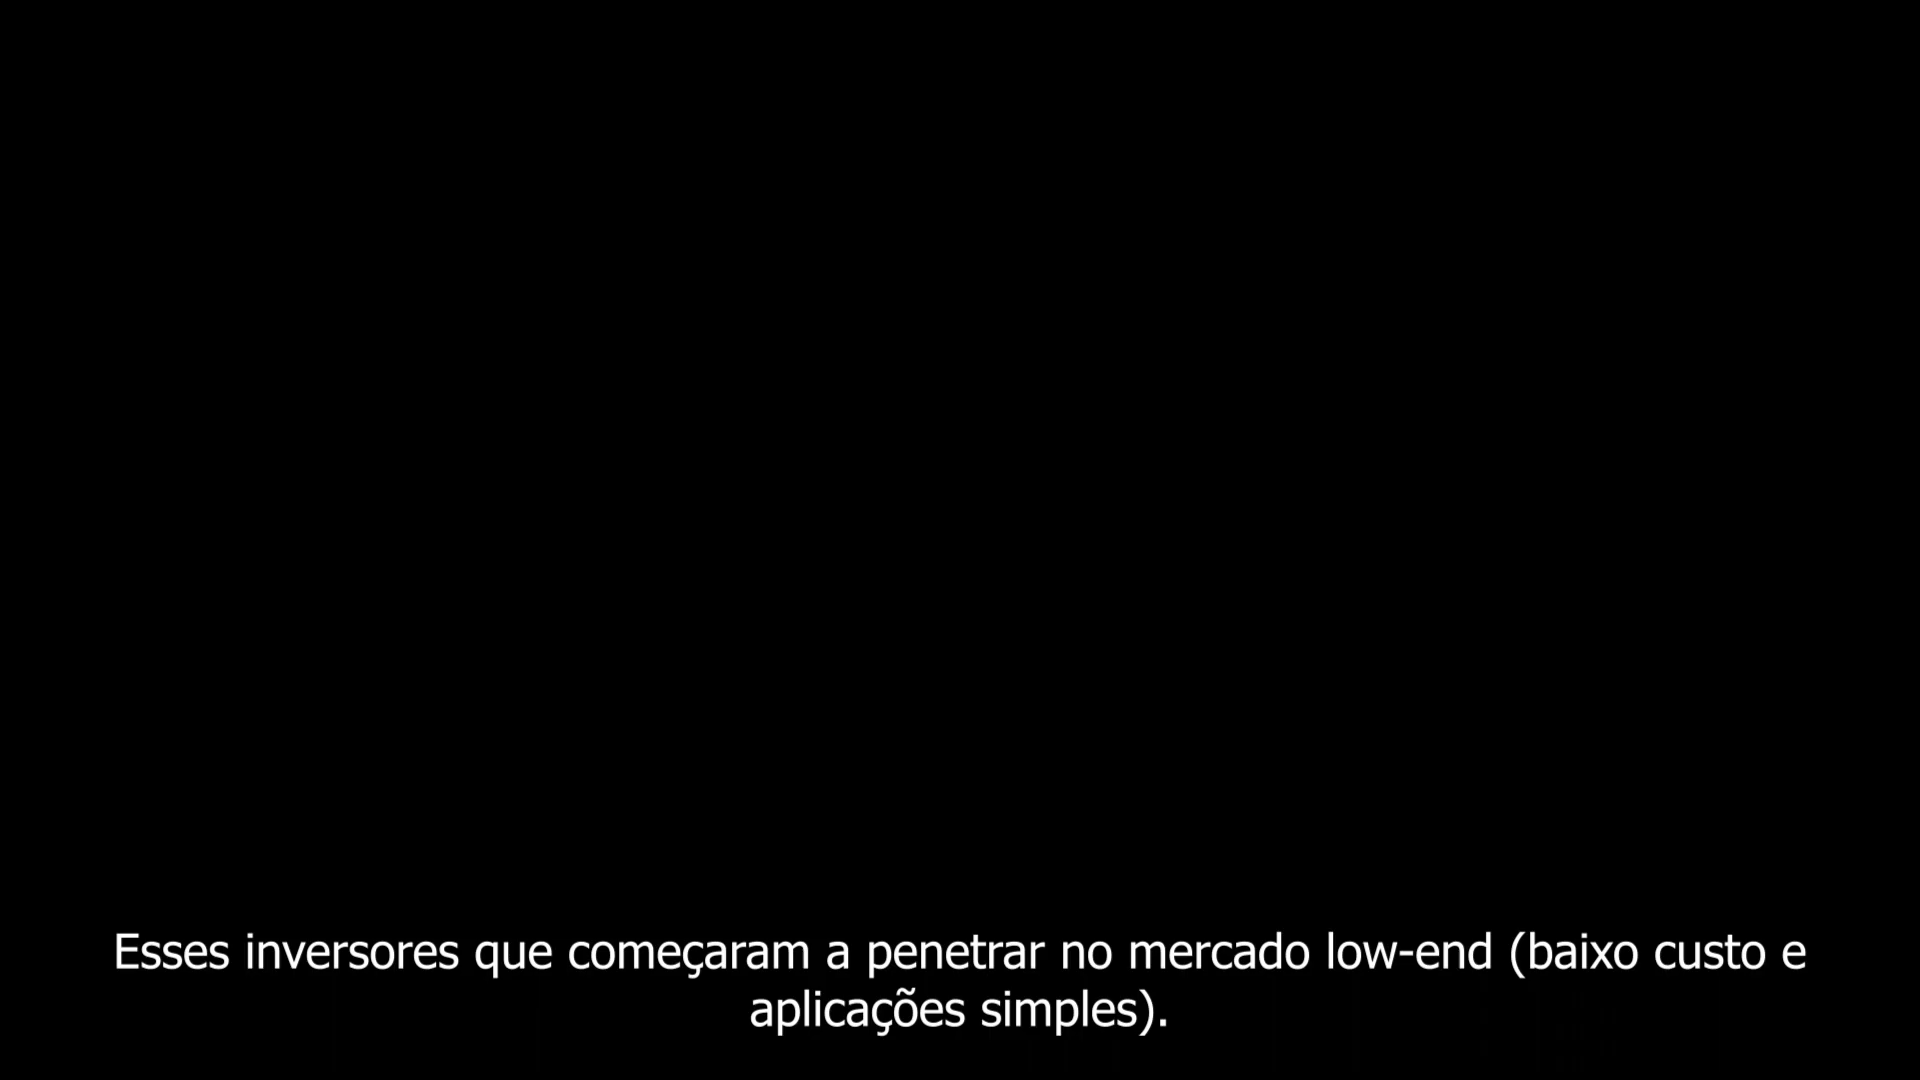 Esses inversores que começaram a penetrar no mercado low-end (baixo custo e
aplicações simples).